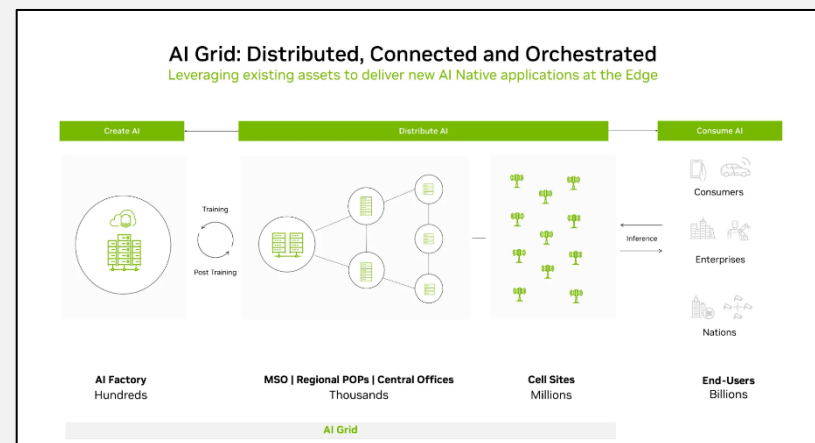 AI Grid: Distributed, Connected and Orchestrated
Leveraging existing assets to deliver new AI Native applications at the Edge
Create AI
Distribute AI
Consume AI
Training
Post Training
Inference
Consumers
Enterprises
Nations
AI Factory
Hundreds
MSO | Regional POPs | Central Offices
Thousands
Cell Sites
Millions
End-Users
Billions
AI Grid